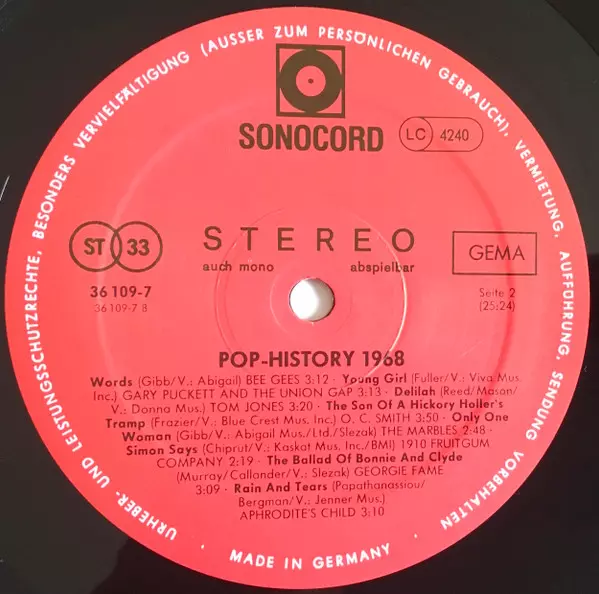 URHEBER- UND LEISTUNGSSCHUTZRECHTE, BESONDERS VERVIELFÄLTIGUNG (AUSSER ZUM PERSÖNLICHEN GEBRAUCH), VERMIETUNG, AUFFÜHRUNG, SENDUNG VORBEHALTEN
SONOCORD
LC 4240
ST 33
STEREO
auch mono abspielbar
GEMA
36 109-7
36 109-7 B
Seite 2
(25:24)
POP-HISTORY 1968
Words (Gibb/V.: Abigail) BEE GEES 3:12 · Young Girl (Fuller/V.: Viva Mus.
Inc.) GARY PUCKETT AND THE UNION GAP 3:13 · Delilah (Reed/Mason/
V.: Donna Mus.) TOM JONES 3:20 · The Son Of A Hickory Holler's
Tramp (Frazier/V.: Blue Crest Mus. Inc.) O. C. SMITH 3:50 · Only One
Woman (Gibb/V.: Abigail Mus./Ltd./Slezak) THE MARBLES 2:48 ·
Simon Says (Chiprut/V.: Kaskat Mus. Inc./BMI) 1910 FRUITGUM
COMPANY 2:19 · The Ballad Of Bonnie And Clyde
(Murray/Callander/V.: Slezak) GEORGIE FAME
3:09 · Rain And Tears (Papathanassiou/
Bergman/V.: Jenner Mus.)
APHRODITE'S CHILD 3:10
· MADE IN GERMANY ·